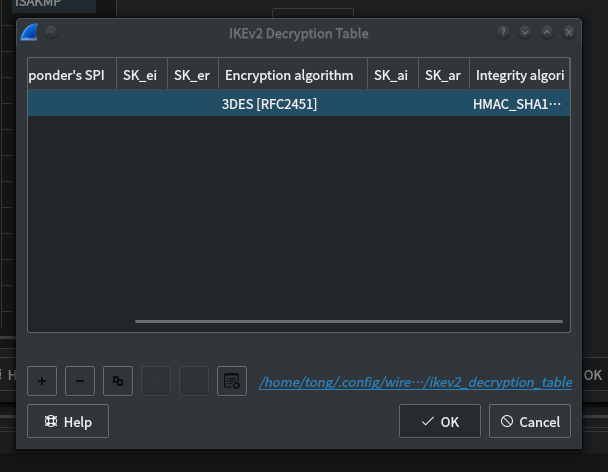 ISAKMP
IKEv2 Decryption Table
ponder's SPI SK_ei SK_er Encryption algorithm SK_ai SK_ar Integrity algori
3DES [RFC2451] HMAC_SHA1…
/home/tong/.config/wire…/ikev2_decryption_table
H OK
Help OK Cancel